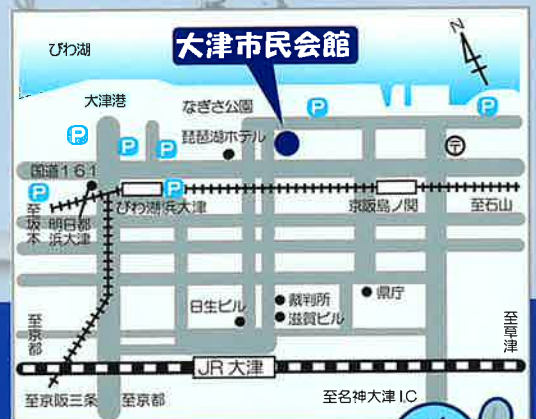 びわ湖
大津市民会館
N
大津港
なぎさ公園
P
P
P
P
P
琵琶湖ホテル
〒
国道161
P
P
至坂本
明日都浜大津
びわ湖浜大津
京阪島ノ関
至石山
日生ビル
裁判所
滋賀ビル
県庁
至京都
至草津
JR大津
至京阪三条
至京都
至名神大津I.C